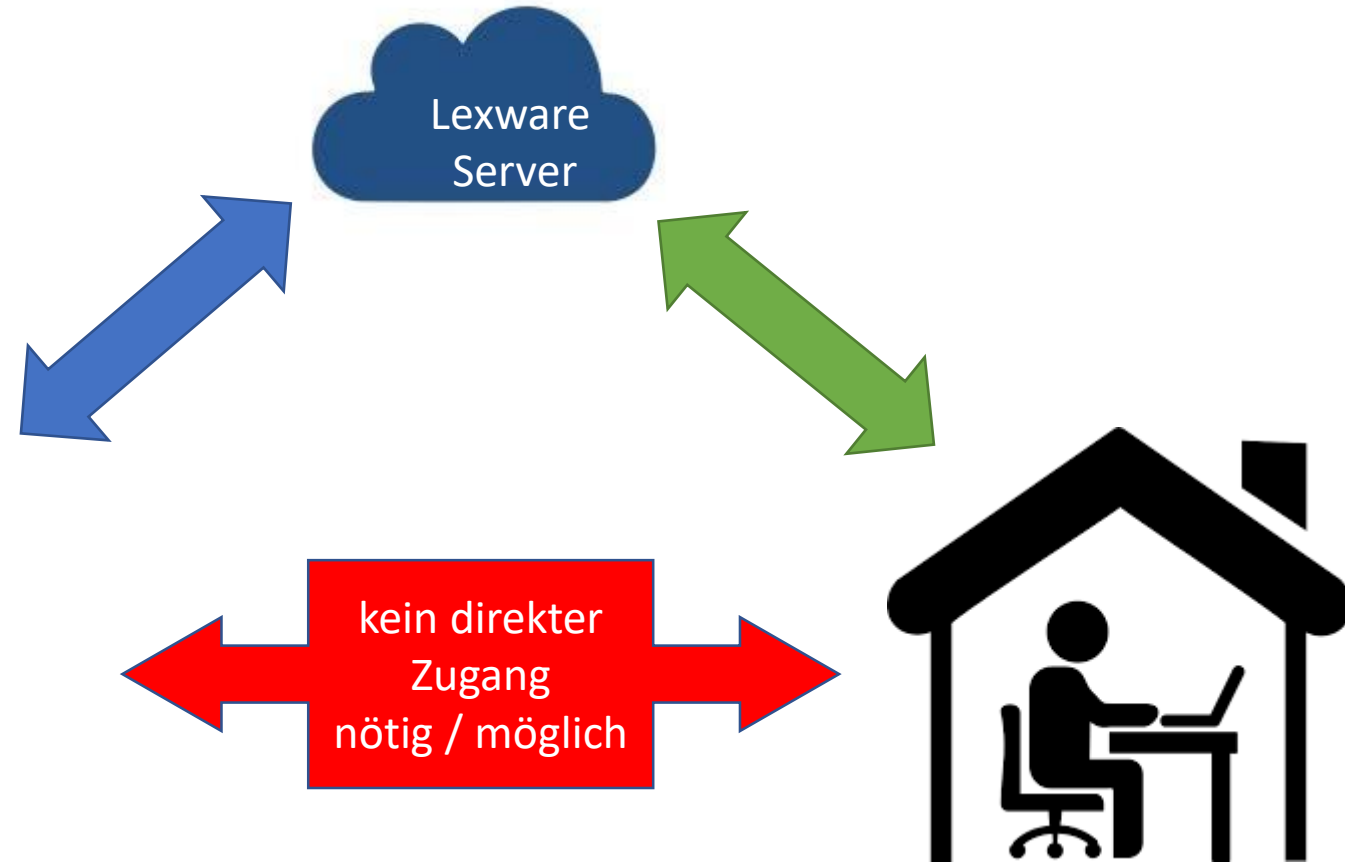 Lexware
Server
kein direkter
Zugang
nötig / möglich